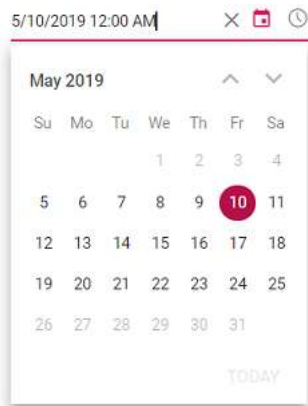 5/10/2019 12:00 AM
May 2019
Su Mo Tu We Th Fr Sa
1 2 3 4
5 6 7 8 9 10 11
12 13 14 15 16 17 18
19 20 21 22 23 24 25
26 27 28 29 30 31
TODAY